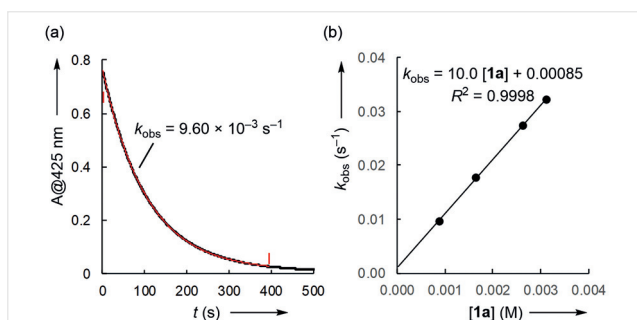 (a)
0.8
0.6
0.4
0.2
0
A@425 nm
k_obs = 9.60 × 10⁻³ s⁻¹
0 100 200 300 400 500
t (s)
(b)
0.04
0.03
0.02
0.01
0.00
k_obs (s⁻¹)
k_obs = 10.0 [1a] + 0.00085
R² = 0.9998
0.000 0.001 0.002 0.003 0.004
[1a] (M)